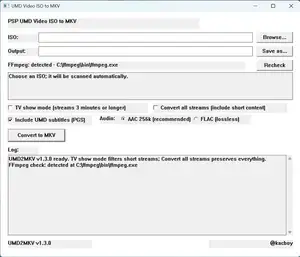 UMD Video ISO to MKV
PSP UMD Video ISO to MKV
ISO:
Browse...
Output:
Save as...
FFmpeg: detected - C:\ffmpeg\bin\ffmpeg.exe
Recheck
Choose an ISO; it will be scanned automatically.
TV show mode (streams 3 minutes or longer)
Convert all streams (include short content)
Include UMD subtitles (PGS)
Audio:
AAC 256k (recommended)
FLAC (lossless)
Convert to MKV
Log:
UMD2MKV v1.3.8 ready. TV show mode filters short streams; Convert all streams preserves everything.
FFmpeg check: detected at C:\ffmpeg\bin\ffmpeg.exe
UMD2MKV v1.3.8